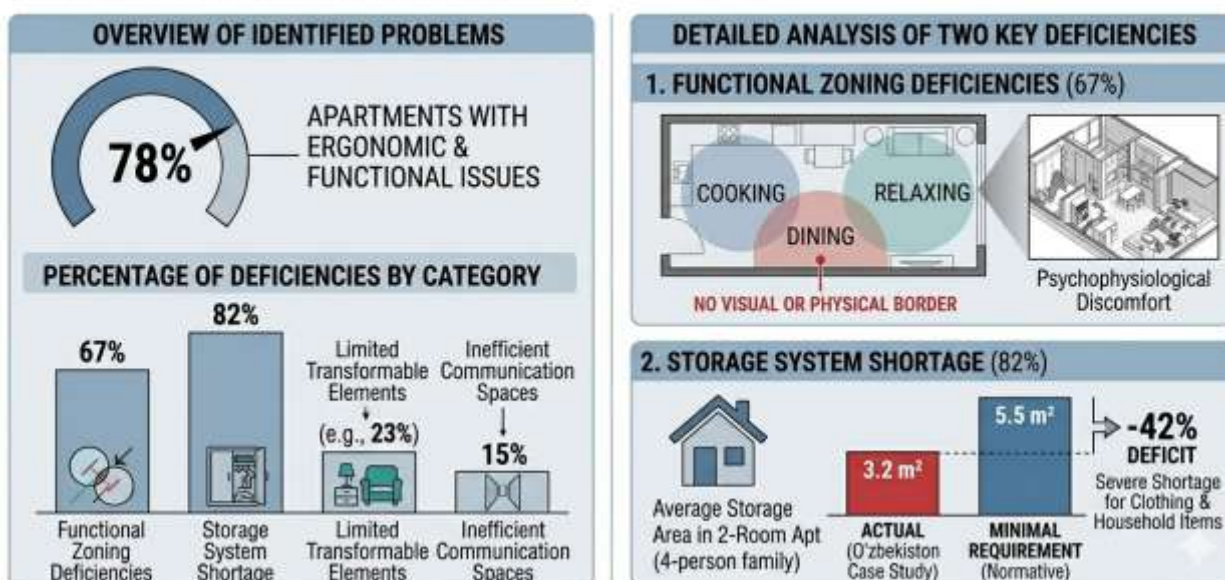 OVERVIEW OF IDENTIFIED PROBLEMS
78%
APARTMENTS WITH
ERGONOMIC &
FUNCTIONAL ISSUES
PERCENTAGE OF DEFICIENCIES BY CATEGORY
67%
82%
Limited
Transformable
Elements
(e.g., 23%)
Inefficient
Communication
Spaces
15%
Functional
Zoning
Deficiencies
Storage
System
Shortage
Limited
Transformable
Elements
Inefficient
Communication
Spaces
DETAILED ANALYSIS OF TWO KEY DEFICIENCIES
1. FUNCTIONAL ZONING DEFICIENCIES (67%)
COOKING
RELAXING
DINING
NO VISUAL OR PHYSICAL BORDER
Psychophysiological
Discomfort
2. STORAGE SYSTEM SHORTAGE (82%)
Average Storage
Area in 2-Room Apt
(4-person family)
3.2 m²
ACTUAL
(O'zbekiston
Case Study)
5.5 m²
MINIMAL
REQUIREMENT
(Normative)
-42%
DEFICIT
Severe Shortage
for Clothing &
Household Items